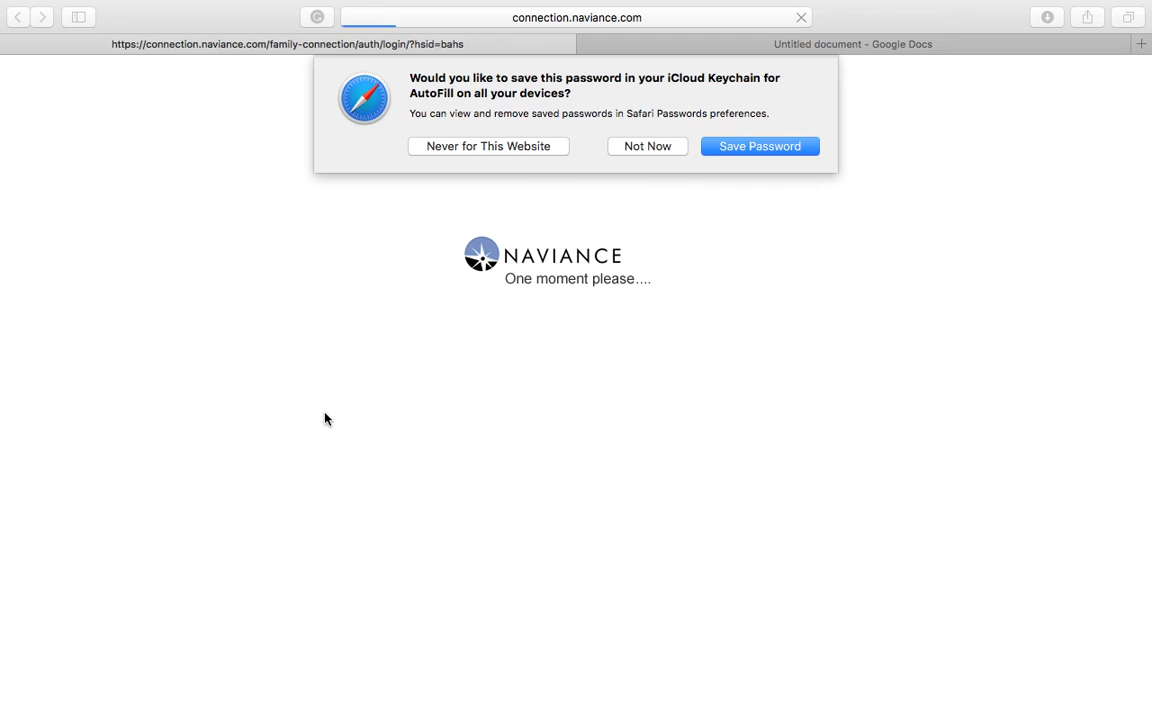 connection.naviance.com
https://connection.naviance.com/family-connection/auth/login/?hsid=bahs
Untitled document - Google Docs
Would you like to save this password in your iCloud Keychain for
AutoFill on all your devices?
You can view and remove saved passwords in Safari Passwords preferences.
Never for This Website
Not Now
Save Password
NAVIANCE
One moment please....